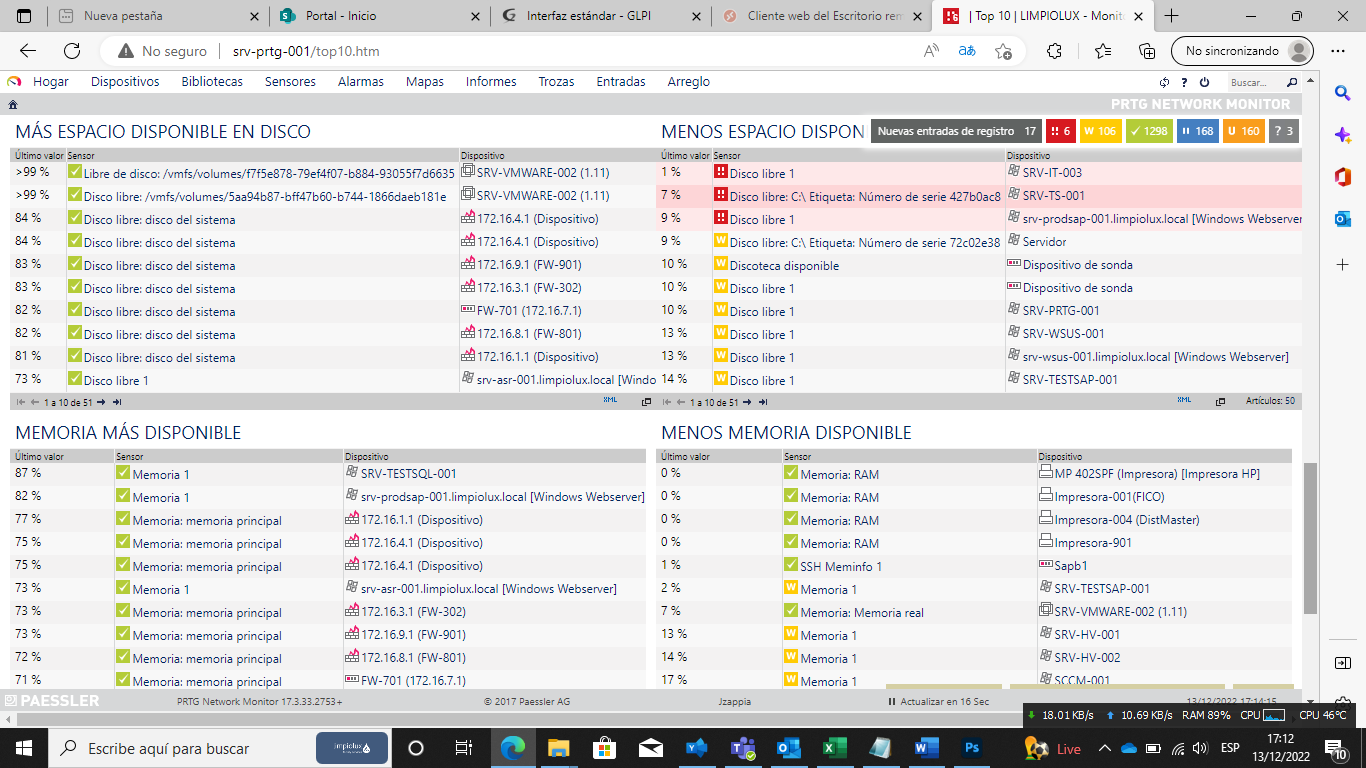 Nueva pestaña
Portal - Inicio
Interfaz estándar - GLPI
Cliente web del Escritorio rem
| Top 10 | LIMPIOLUX - Monit
No seguro
srv-prtg-001/top10.htm
No sincronizando
Hogar Dispositivos Bibliotecas Sensores Alarmas Mapas Informes Trozas Entradas Arreglo
Buscar...
PRTG NETWORK MONITOR
Nuevas entradas de registro 17
!! 6
W 106
1298
168
U 160
? 3
MÁS ESPACIO DISPONIBLE EN DISCO
Último valor Sensor Dispositivo
>99 % Libre de disco: /vmfs/volumes/f7f5e878-79ef4f07-b884-93055f7d6635 SRV-VMWARE-002 (1.11)
>99 % Disco libre: /vmfs/volumes/5aa94b87-bff47b60-b744-1866daeb181e SRV-VMWARE-002 (1.11)
84 % Disco libre: disco del sistema 172.16.4.1 (Dispositivo)
84 % Disco libre: disco del sistema 172.16.4.1 (Dispositivo)
83 % Disco libre: disco del sistema 172.16.9.1 (FW-901)
83 % Disco libre: disco del sistema 172.16.3.1 (FW-302)
82 % Disco libre: disco del sistema FW-701 (172.16.7.1)
82 % Disco libre: disco del sistema 172.16.8.1 (FW-801)
81 % Disco libre: disco del sistema 172.16.1.1 (Dispositivo)
73 % Disco libre 1 srv-asr-001.limpiolux.local [Windo
1 a 10 de 51 XML
MENOS ESPACIO DISPON
Último valor Sensor Dispositivo
1 % !! Disco libre 1 SRV-IT-003
7 % !! Disco libre: C:\ Etiqueta: Número de serie 427b0ac8 SRV-TS-001
9 % !! Disco libre 1 srv-prodsap-001.limpiolux.local [Windows Webserver
9 % W Disco libre: C:\ Etiqueta: Número de serie 72c02e38 Servidor
10 % W Discoteca disponible Dispositivo de sonda
10 % W Disco libre 1 Dispositivo de sonda
10 % W Disco libre 1 SRV-PRTG-001
13 % W Disco libre 1 SRV-WSUS-001
13 % W Disco libre 1 srv-wsus-001.limpiolux.local [Windows Webserver]
14 % W Disco libre 1 SRV-TESTSAP-001
1 a 10 de 51 XML Artículos: 50
MEMORIA MÁS DISPONIBLE
Último valor Sensor Dispositivo
87 % Memoria 1 SRV-TESTSQL-001
82 % Memoria 1 srv-prodsap-001.limpiolux.local [Windows Webserver]
77 % Memoria: memoria principal 172.16.1.1 (Dispositivo)
75 % Memoria: memoria principal 172.16.4.1 (Dispositivo)
75 % Memoria: memoria principal 172.16.4.1 (Dispositivo)
73 % Memoria 1 srv-asr-001.limpiolux.local [Windows Webserver]
73 % Memoria: memoria principal 172.16.3.1 (FW-302)
73 % Memoria: memoria principal 172.16.9.1 (FW-901)
72 % Memoria: memoria principal 172.16.8.1 (FW-801)
71 % Memoria: memoria principal FW-701 (172.16.7.1)
MENOS MEMORIA DISPONIBLE
Último valor Sensor Dispositivo
0 % Memoria: RAM MP 402SPF (Impresora) [Impresora HP]
0 % Memoria: RAM Impresora-001(FICO)
0 % Memoria: RAM Impresora-004 (DistMaster)
0 % Memoria: RAM Impresora-901
1 % SSH Meminfo 1 Sapb1
2 % W Memoria 1 SRV-TESTSAP-001
7 % Memoria: Memoria real SRV-VMWARE-002 (1.11)
13 % W Memoria 1 SRV-HV-001
14 % W Memoria 1 SRV-HV-002
17 % W Memoria 1 SCCM-001
PAESSLER PRTG Network Monitor 17.3.33.2753+ © 2017 Paessler AG Jzappia Actualizar en 16 Sec 13/12/2022 17:14:15
18.01 KB/s 10.69 KB/s RAM 89% CPU CPU 46°C
Escribe aquí para buscar
limpiolux
Live
ESP
17:12
13/12/2022
10